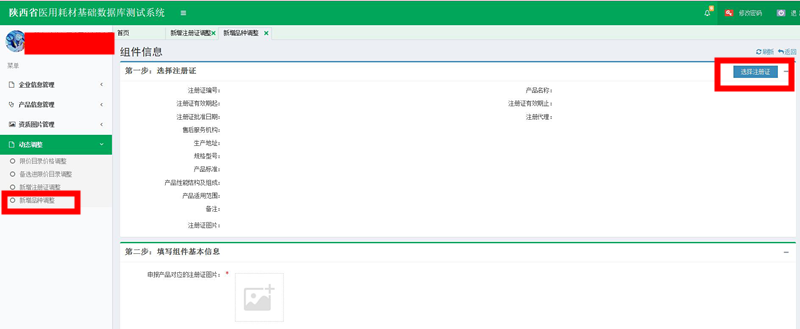 陕西省医用耗材基础数据库测试系统
修改密码
首页 新增注册证调整 新增品种调整
菜单
企业信息管理
产品信息管理
资质图片管理
动态调整
限价目录价格调整
备选进限价目录调整
新增注册证调整
新增品种调整
组件信息
刷新 返回
第一步：选择注册证
选择注册证
注册证编号： 产品名称：
注册证有效期起： 注册证有效期止：
注册证批准日期： 注册代理：
售后服务机构：
生产地址：
规格型号：
产品标准：
产品性能结构及组成：
产品适用范围：
备注：
注册证图片：
第二步：填写组件基本信息
申报产品对应的注册证图片： *